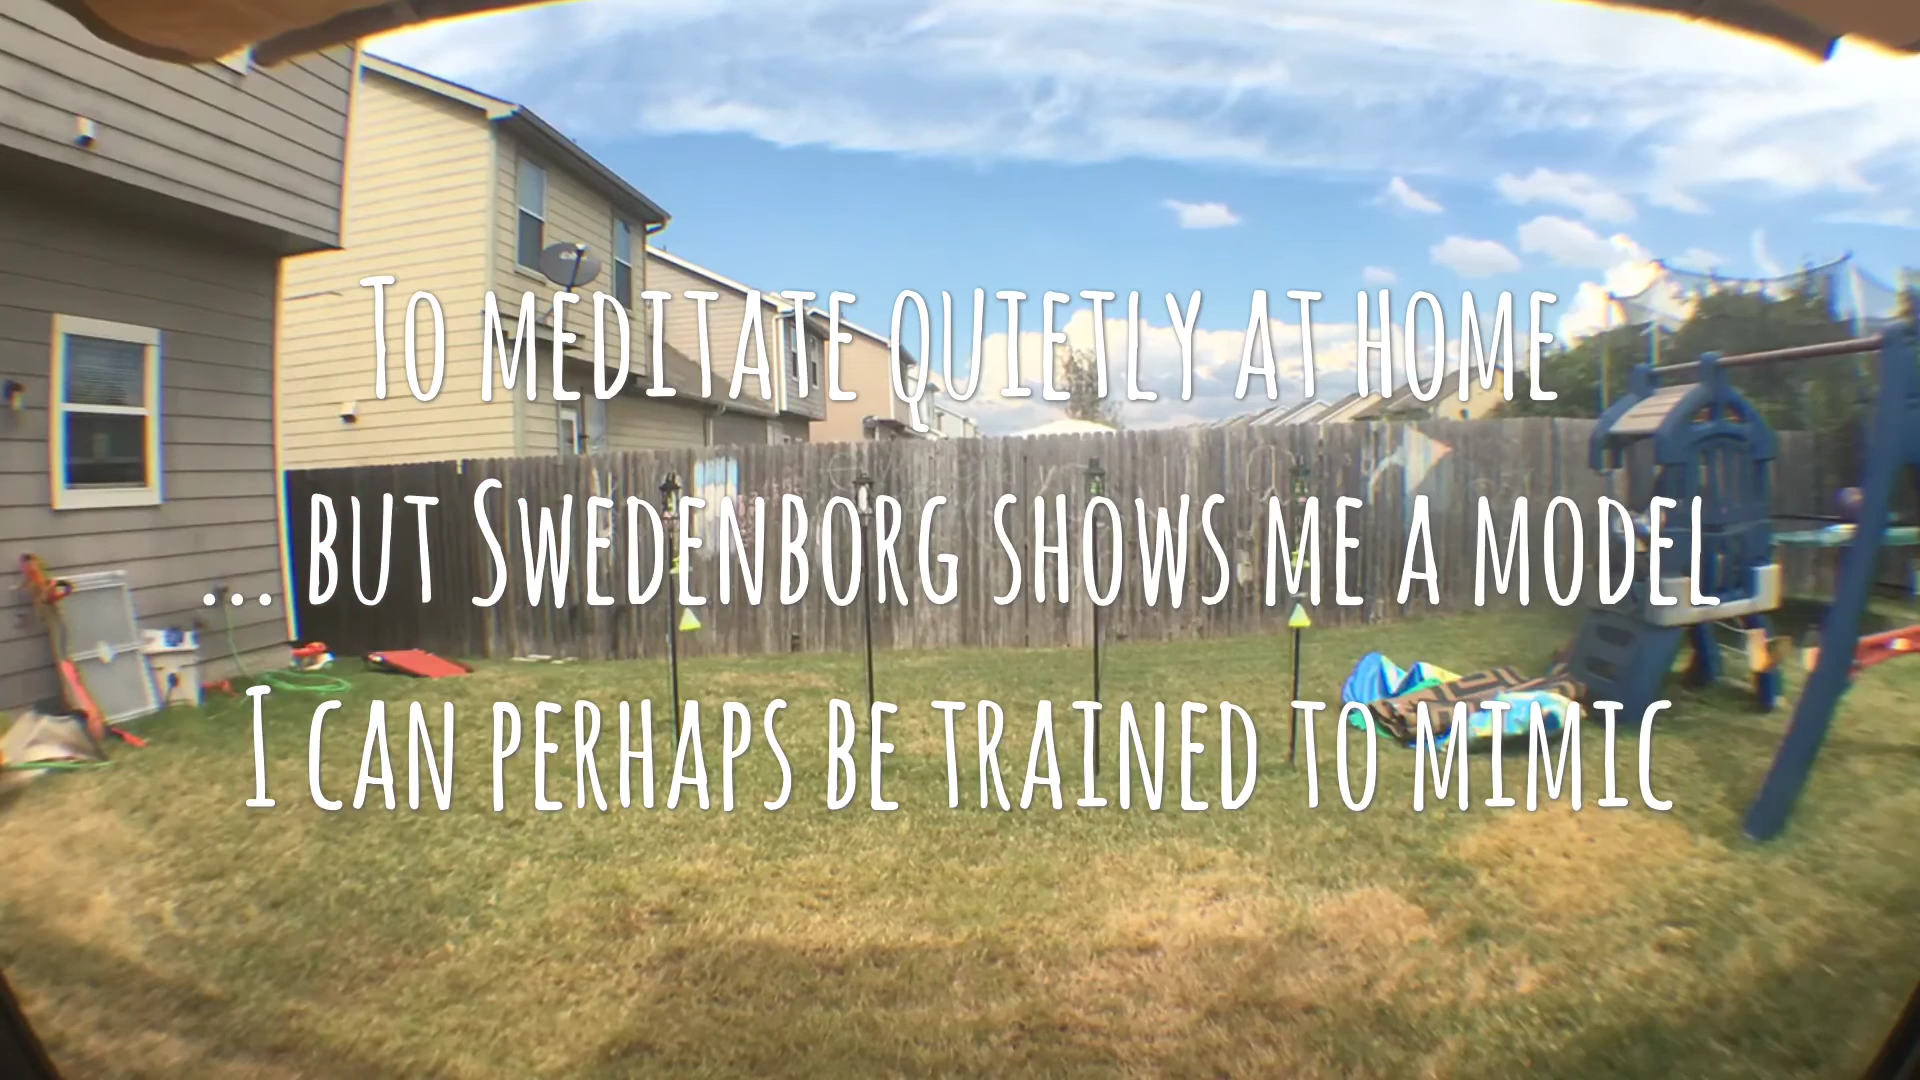 To meditate quietly at home
... but Swedenborg shows me a model
I can perhaps be trained to mimic